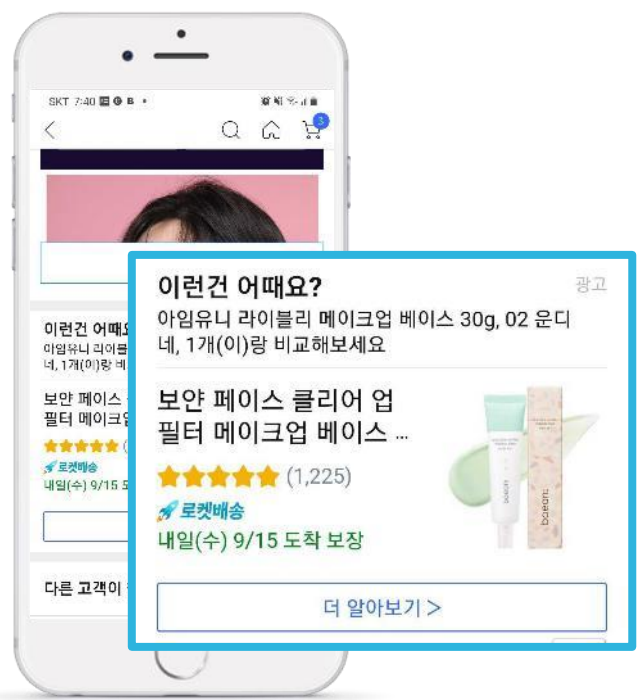 SKT 7:40
3
이런건 어때요?
광고
아임유니 라이블리 메이크업 베이스 30g, 02 운디
네, 1개(이)랑 비교해보세요
보얀 페이스 클리어 업
필터 메이크업 베이스 ...
(1,225)
로켓배송
내일(수) 9/15 도착 보장
더 알아보기 >
baeanu
이런건 어때요
아임유니 라이블
네, 1개(이)랑 비
보얀 페이스
필터 메이크업
(
로켓배송
내일(수) 9/15 도
다른 고객이